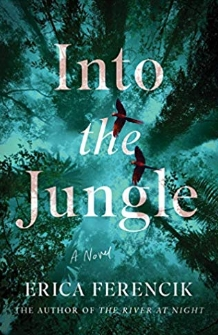 Into
the
Jungle
A Novel
ERICA FERENCIK
THE AUTHOR OF THE RIVER AT NIGHT